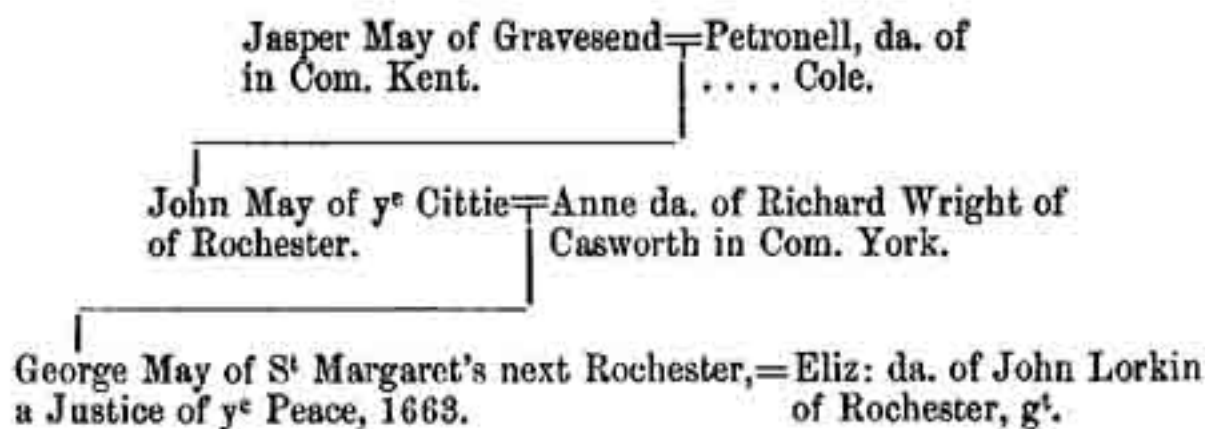 Jasper May of Gravesend=Petronell, da. of
in Com. Kent. . . . . Cole.
John May of yᵉ Cittie=Anne da. of Richard Wright of
of Rochester. Casworth in Com. York.
George May of Sᵗ Margaret's next Rochester,=Eliz: da. of John Lorkin
a Justice of yᵉ Peace, 1663. of Rochester, gᵗ.